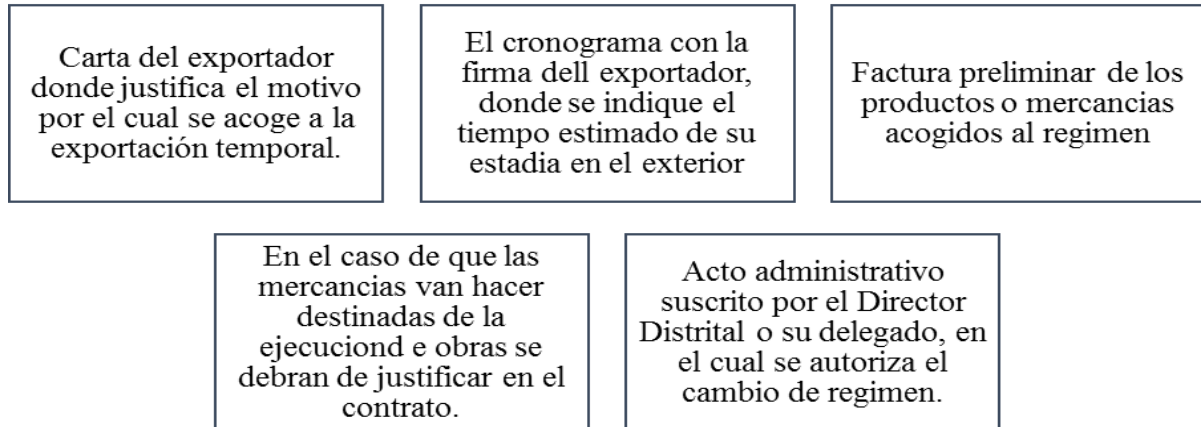 Carta del exportador
donde justifica el motivo
por el cual se acoge a la
exportación temporal.
El cronograma con la
firma dell exportador,
donde se indique el
tiempo estimado de su
estadia en el exterior
Factura preliminar de los
productos o mercancias
acogidos al regimen
En el caso de que las
mercancias van hacer
destinadas de la
ejecuciond e obras se
debran de justificar en el
contrato.
Acto administrativo
suscrito por el Director
Distrital o su delegado, en
el cual se autoriza el
cambio de regimen.